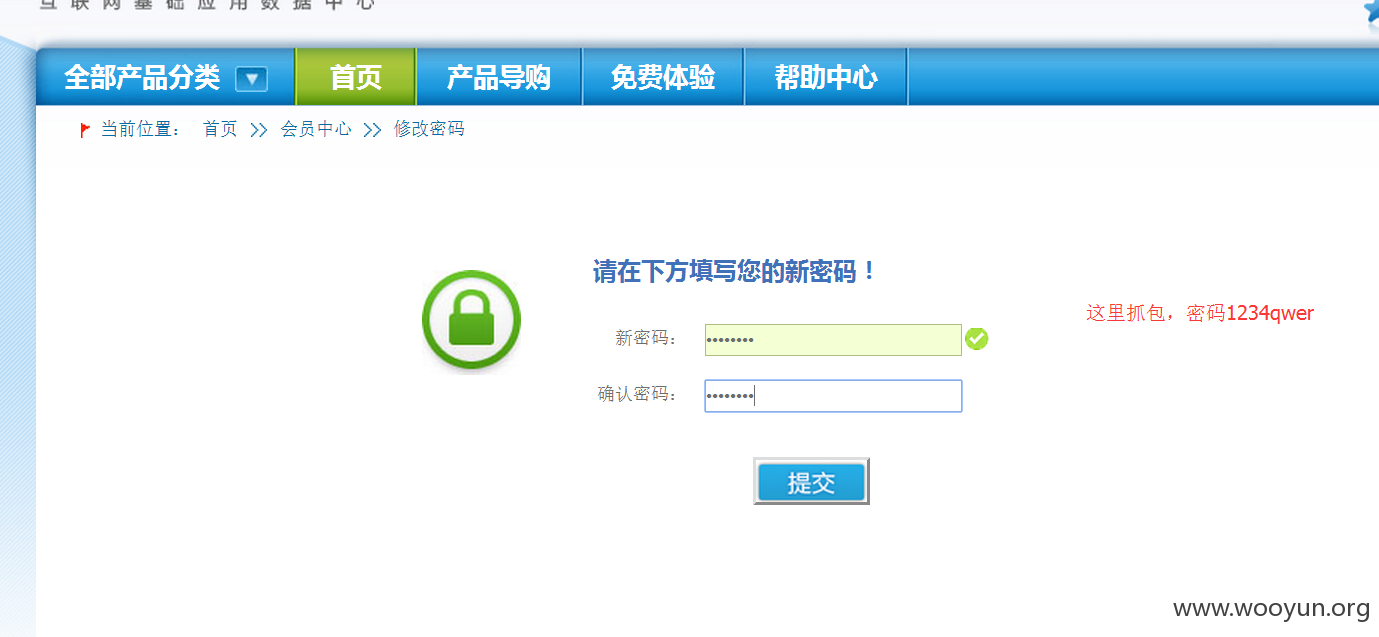 互联网基础应用数据中心
全部产品分类 首页 产品导购 免费体验 帮助中心
当前位置： 首页 >> 会员中心 >> 修改密码
请在下方填写您的新密码！
这里抓包，密码1234qwer
新密码： ••••••••
确认密码： ••••••••
提交
www.wooyun.org